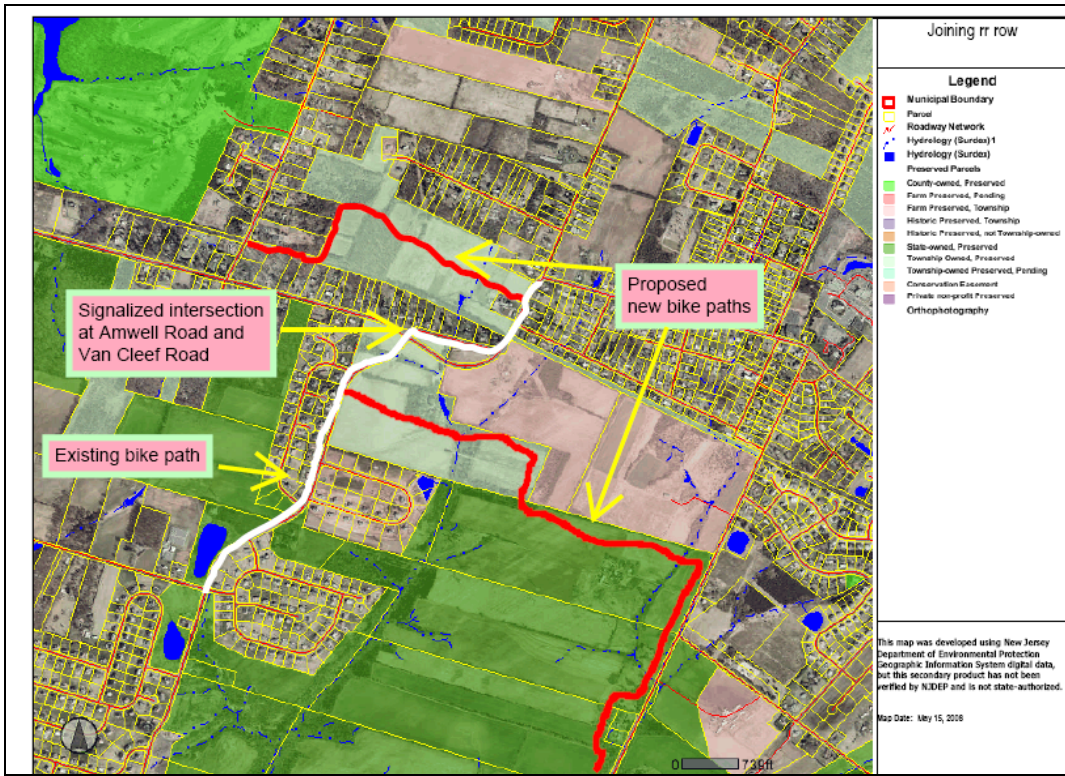 Joining rr row
Legend
Municipal Boundary
Parcel
Roadway Network
Hydrology (Surdex)1
Hydrology (Surdex)
Preserved Parcels
County-owned, Preserved
Farm Preserved, Pending
Farm Preserved, Township
Historic Preserved, Township
Historic Preserved, not Township-owned
State-owned, Preserved
Township Owned, Preserved
Township-owned Preserved, Pending
Conservation Easement
Private non-profit Preserved
Orthophotography
Proposed
new bike paths
Signalized intersection
at Amwell Road and
Van Cleef Road
Existing bike path
This map was developed using New Jersey
Department of Environmental Protection
Geographic Information System digital data,
but this secondary product has not been
verified by NJDEP and is not state-authorized.
Map Date: May 15, 2008
0 739ft